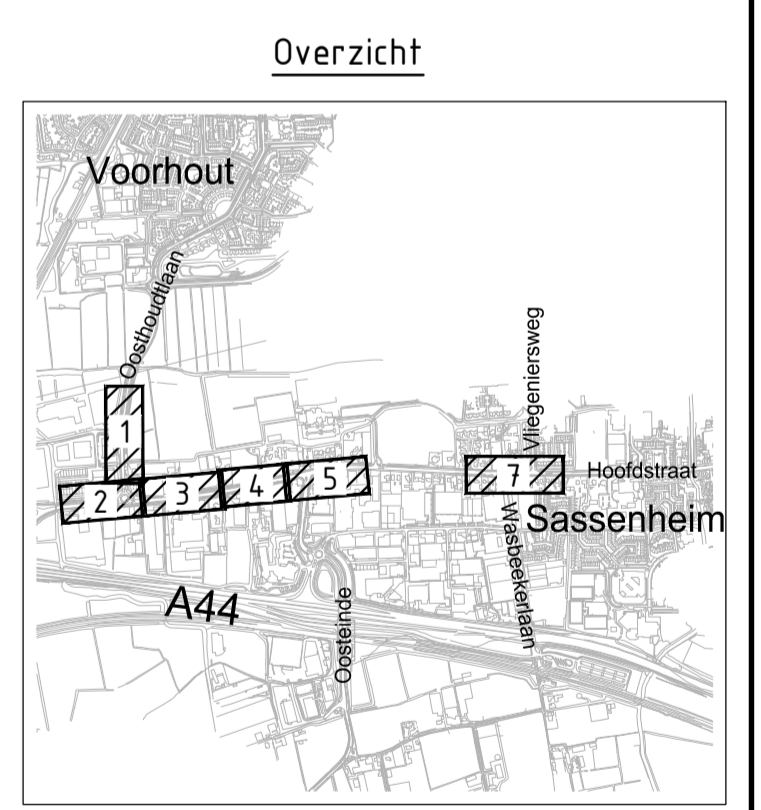 Overzicht
Voorhout
Oosthoudtlaan
Vliegeniersweg
1
2
3
4
5
7
Hoofdstraat
Sassenheim
Wasbeekerlaan
A44
Oosteinde